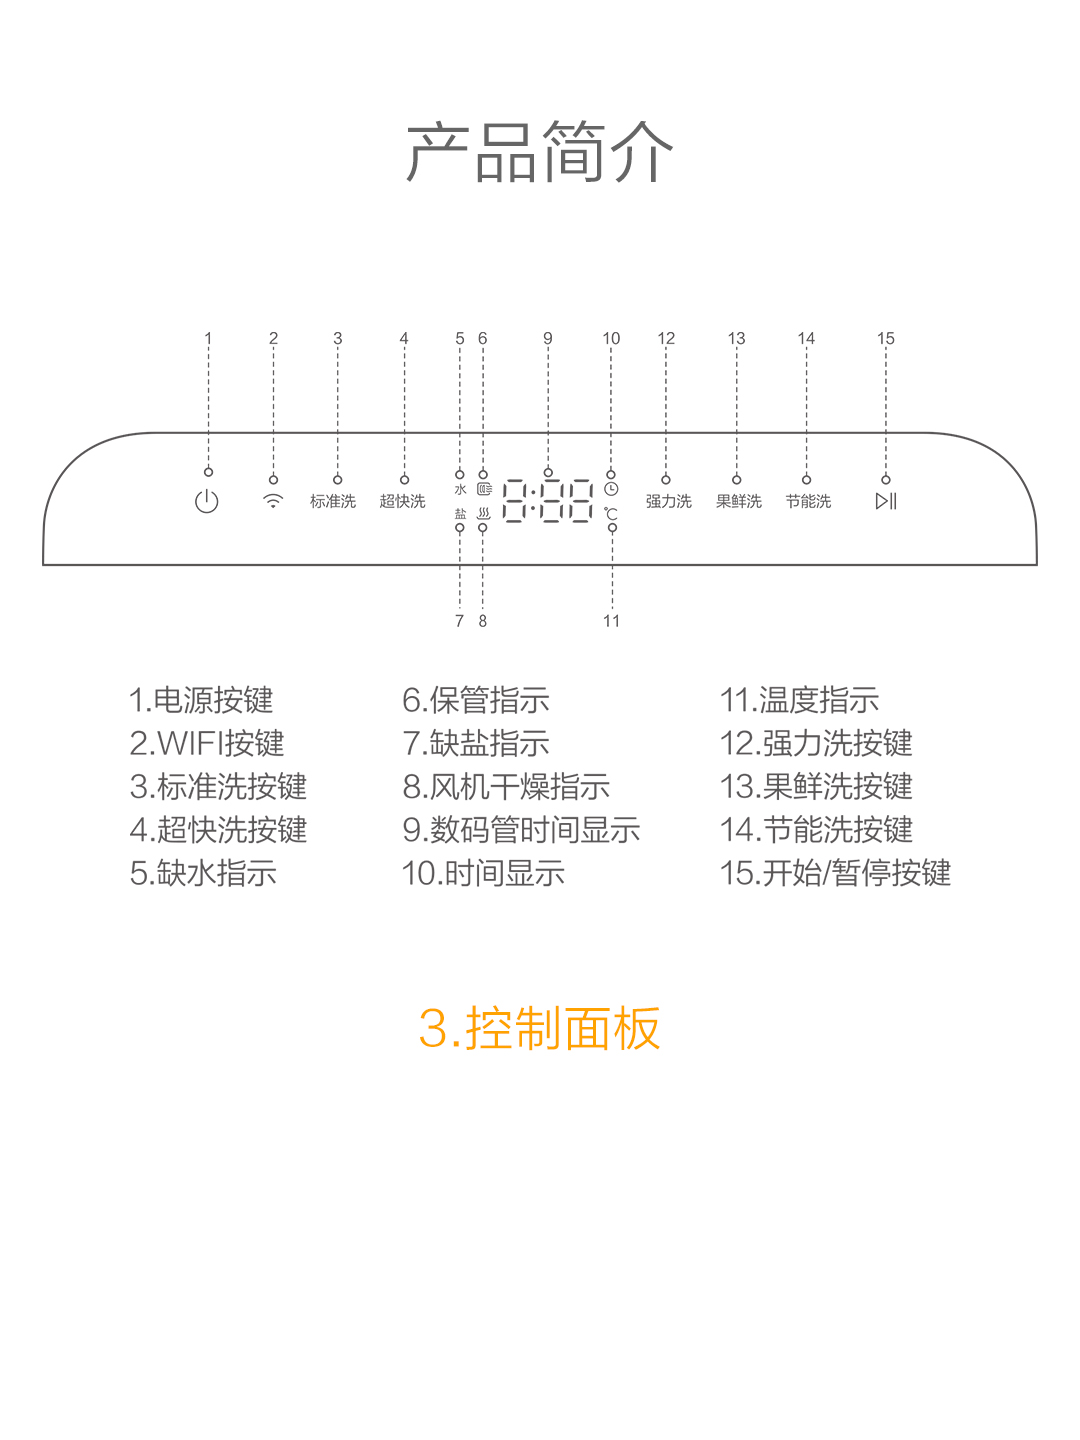 产品简介
1 2 3 4 5 6 9 10 12 13 14 15
水
标准洗 超快洗 8:88 强力洗 果鲜洗 节能洗
盐 ℃
7 8 11
1.电源按键
2.WIFI按键
3.标准洗按键
4.超快洗按键
5.缺水指示
6.保管指示
7.缺盐指示
8.风机干燥指示
9.数码管时间显示
10.时间显示
11.温度指示
12.强力洗按键
13.果鲜洗按键
14.节能洗按键
15.开始/暂停按键
3.控制面板